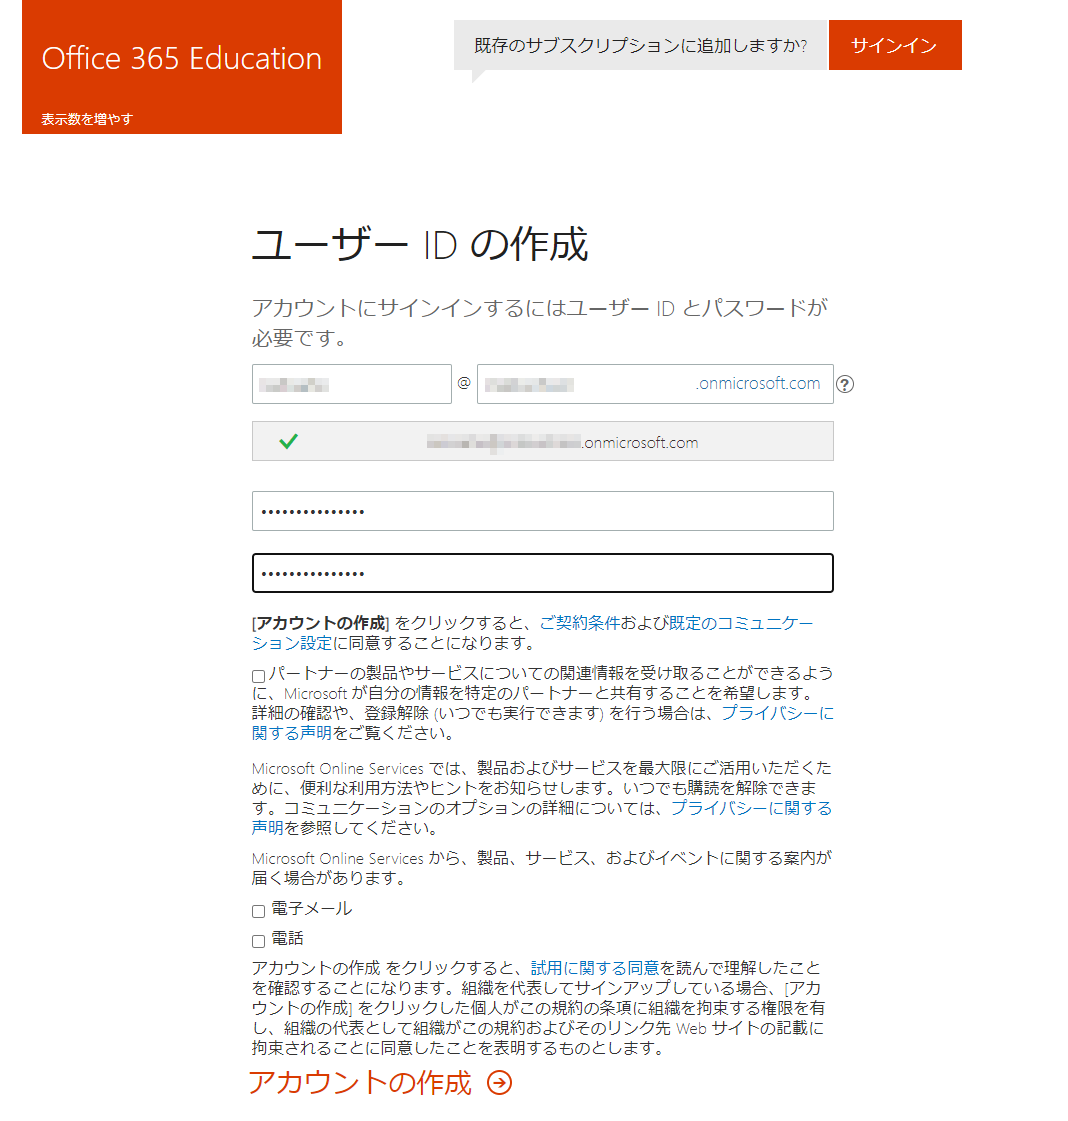 Office 365 Education
表示数を増やす
既存のサブスクリプションに追加しますか?
サインイン
ユーザー ID の作成
アカウントにサインインするにはユーザー ID とパスワードが
必要です。
@
.onmicrosoft.com
?
.onmicrosoft.com
•••••••••••••••
•••••••••••••••
[アカウントの作成] をクリックすると、ご契約条件および既定のコミュニケー
ション設定に同意することになります。
パートナーの製品やサービスについての関連情報を受け取ることができるよう
に、Microsoft が自分の情報を特定のパートナーと共有することを希望します。
詳細の確認や、登録解除 (いつでも実行できます) を行う場合は、プライバシーに
関する声明をご覧ください。
Microsoft Online Services では、製品およびサービスを最大限にご活用いただくた
めに、便利な利用方法やヒントをお知らせします。いつでも購読を解除できま
す。コミュニケーションのオプションの詳細については、プライバシーに関する
声明を参照してください。
Microsoft Online Services から、製品、サービス、およびイベントに関する案内が
届く場合があります。
電子メール
電話
アカウントの作成 をクリックすると、試用に関する同意を読んで理解したこと
を確認することになります。組織を代表してサインアップしている場合、[アカ
ウントの作成] をクリックした個人がこの規約の条項に組織を拘束する権限を有
し、組織の代表として組織がこの規約およびそのリンク先 Web サイトの記載に
拘束されることに同意したことを表明するものとします。
アカウントの作成